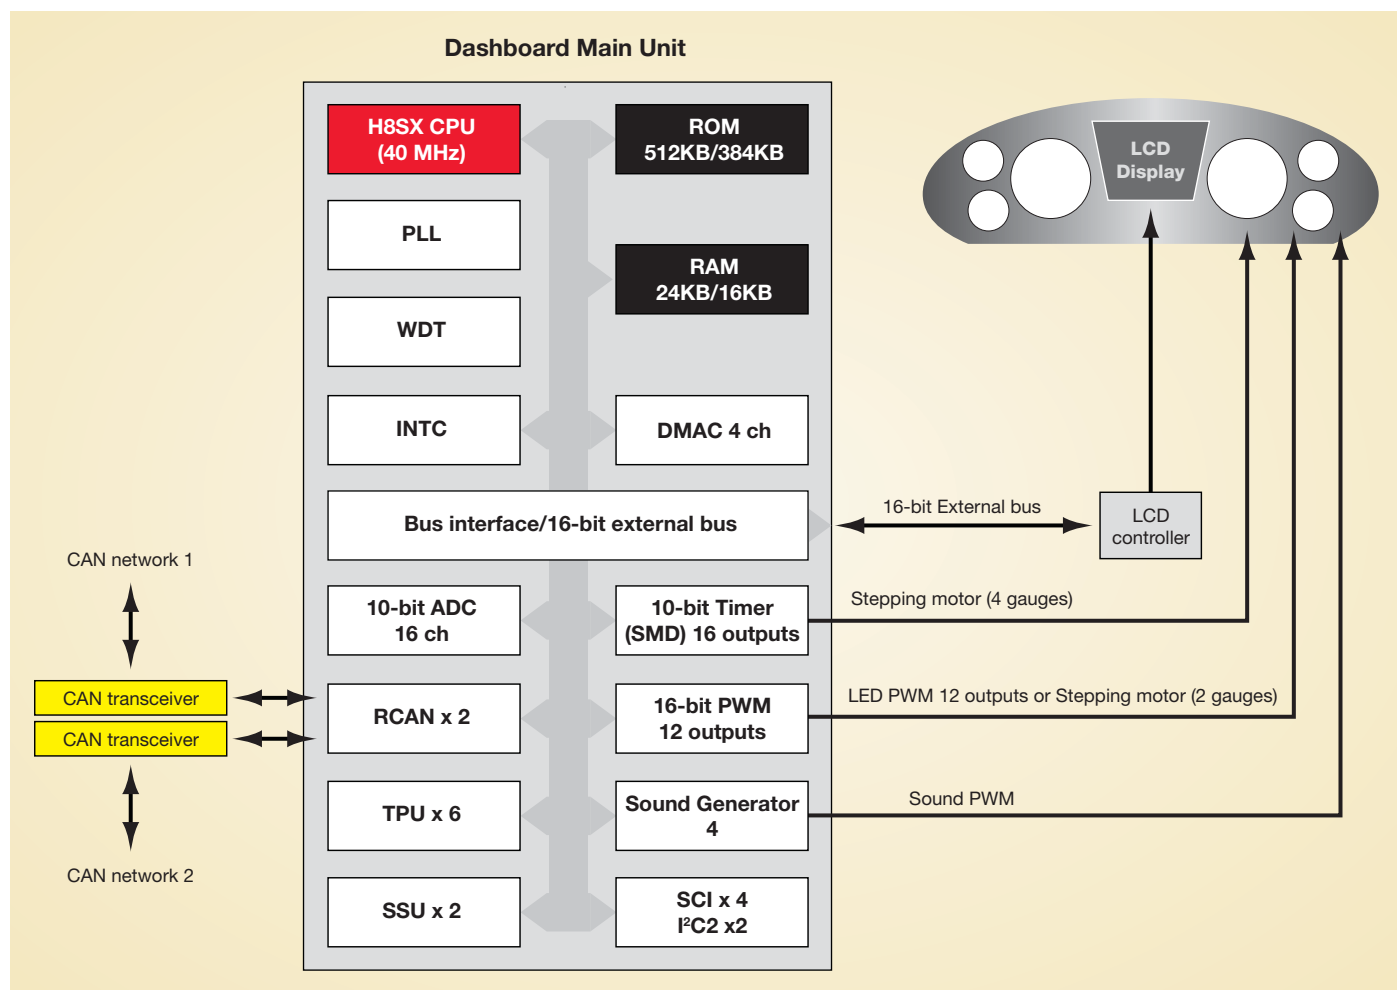 Dashboard Main Unit
H8SX CPU
(40 MHz)
ROM
512KB/384KB
PLL
RAM
24KB/16KB
WDT
INTC
DMAC 4 ch
Bus interface/16-bit external bus
10-bit ADC
16 ch
10-bit Timer
(SMD) 16 outputs
RCAN x 2
16-bit PWM
12 outputs
TPU x 6
Sound Generator
4
SSU x 2
SCI x 4
I²C2 x2
CAN network 1
CAN transceiver
CAN transceiver
CAN network 2
LCD
Display
16-bit External bus
LCD
controller
Stepping motor (4 gauges)
LED PWM 12 outputs or Stepping motor (2 gauges)
Sound PWM